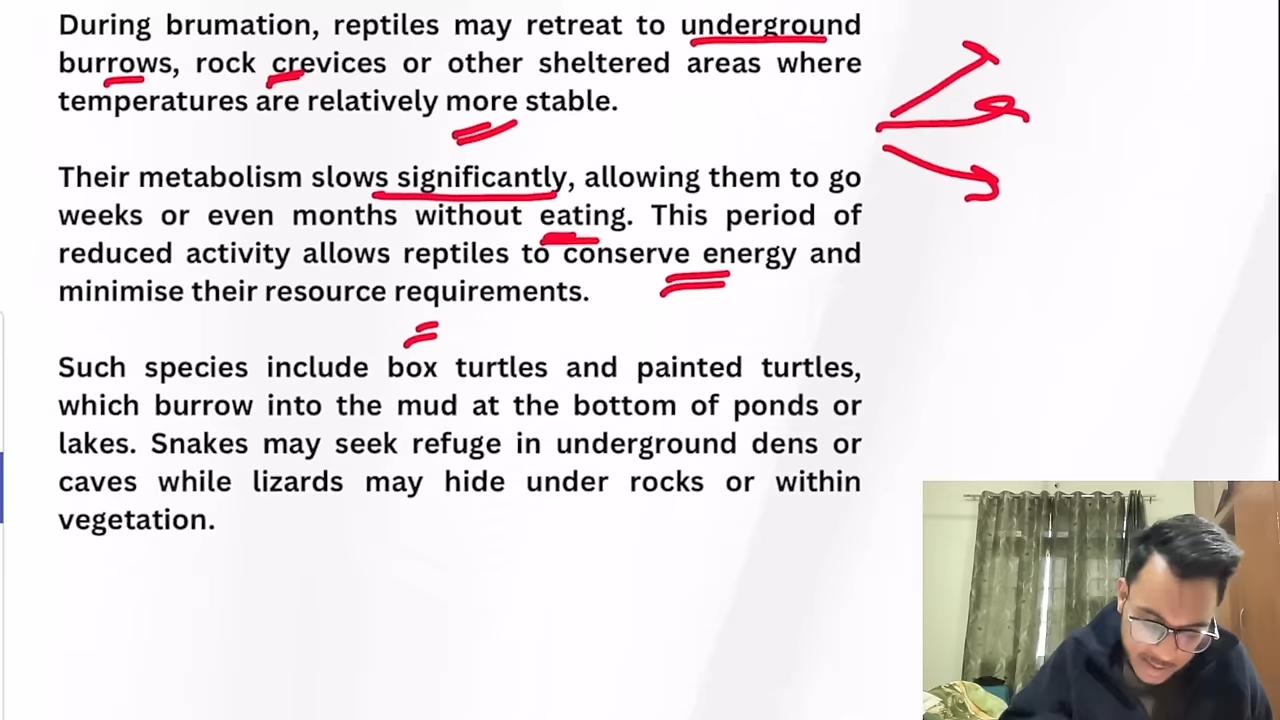 During brumation, reptiles may retreat to underground
burrows, rock crevices or other sheltered areas where
temperatures are relatively more stable.
Their metabolism slows significantly, allowing them to go
weeks or even months without eating. This period of
reduced activity allows reptiles to conserve energy and
minimise their resource requirements.
Such species include box turtles and painted turtles,
which burrow into the mud at the bottom of ponds or
lakes. Snakes may seek refuge in underground dens or
caves while lizards may hide under rocks or within
vegetation.